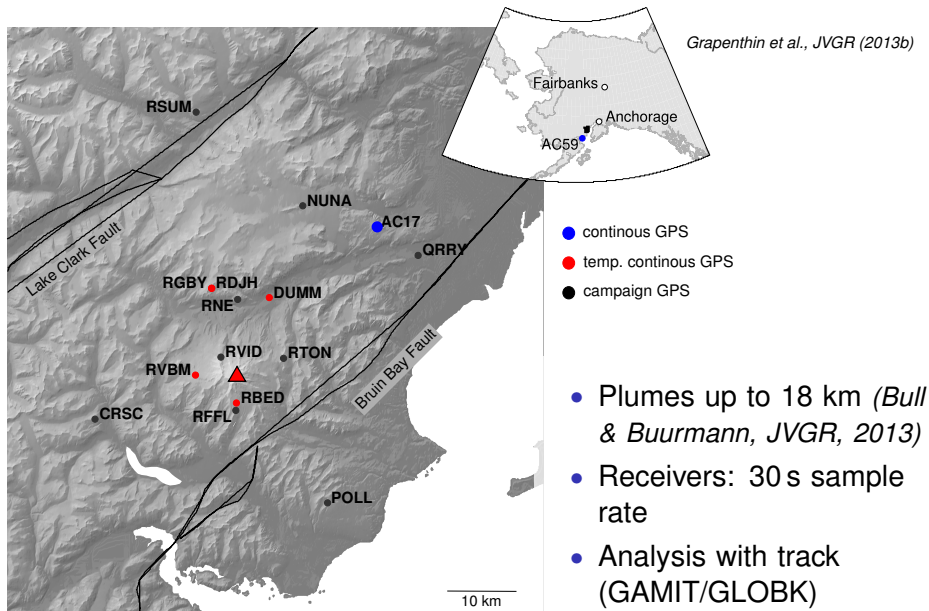 Grapenthin et al., JVGR (2013b)
Fairbanks
Anchorage
AC59
RSUM
NUNA
AC17
QRRY
Lake Clark Fault
RGBY RDJH
DUMM
RNE
RVID
RTON
RVBM
RBED
RFFL
CRSC
Bruin Bay Fault
POLL
10 km
continous GPS
temp. continous GPS
campaign GPS
• Plumes up to 18 km (Bull
& Buurmann, JVGR, 2013)
• Receivers: 30 s sample
rate
• Analysis with track
(GAMIT/GLOBK)